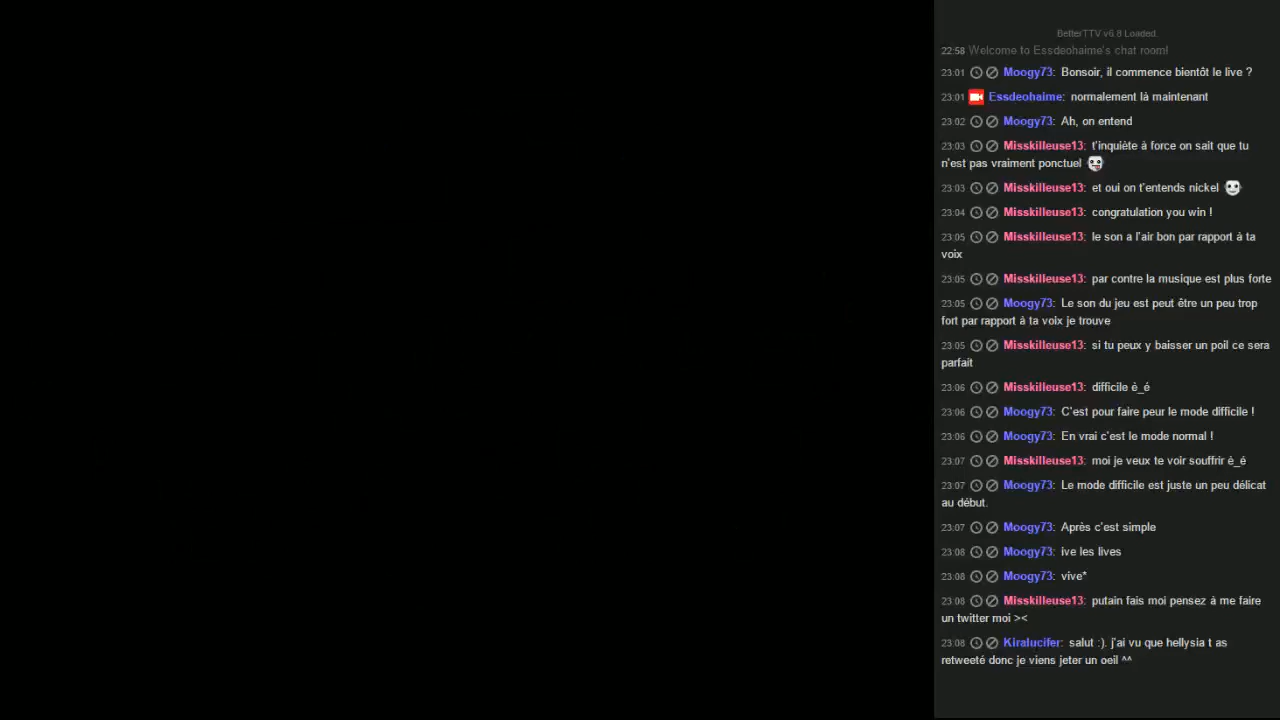 BetterTTV v6.8 Loaded.
22:58 Welcome to Essdeohaime's chat room!
23:01 Moogy73: Bonsoir, il commence bientôt le live ?
23:01 Essdeohaime: normalement là maintenant
23:02 Moogy73: Ah, on entend
23:03 Misskilleuse13: t'inquiète à force on sait que tu
n'est pas vraiment ponctuel
23:03 Misskilleuse13: et oui on t'entends nickel
23:04 Misskilleuse13: congratulation you win !
23:05 Misskilleuse13: le son a l'air bon par rapport à ta
voix
23:05 Misskilleuse13: par contre la musique est plus forte
23:05 Moogy73: Le son du jeu est peut être un peu trop
fort par rapport à ta voix je trouve
23:05 Misskilleuse13: si tu peux y baisser un poil ce sera
parfait
23:06 Misskilleuse13: difficile è_é
23:06 Moogy73: C'est pour faire peur le mode difficile !
23:06 Moogy73: En vrai c'est le mode normal !
23:07 Misskilleuse13: moi je veux te voir souffrir è_é
23:07 Moogy73: Le mode difficile est juste un peu délicat
au début.
23:07 Moogy73: Après c'est simple
23:08 Moogy73: ive les lives
23:08 Moogy73: vive*
23:08 Misskilleuse13: putain fais moi pensez à me faire
un twitter moi ><
23:08 Kiralucifer: salut :). j'ai vu que hellysia t as
retweeté donc je viens jeter un oeil ^^